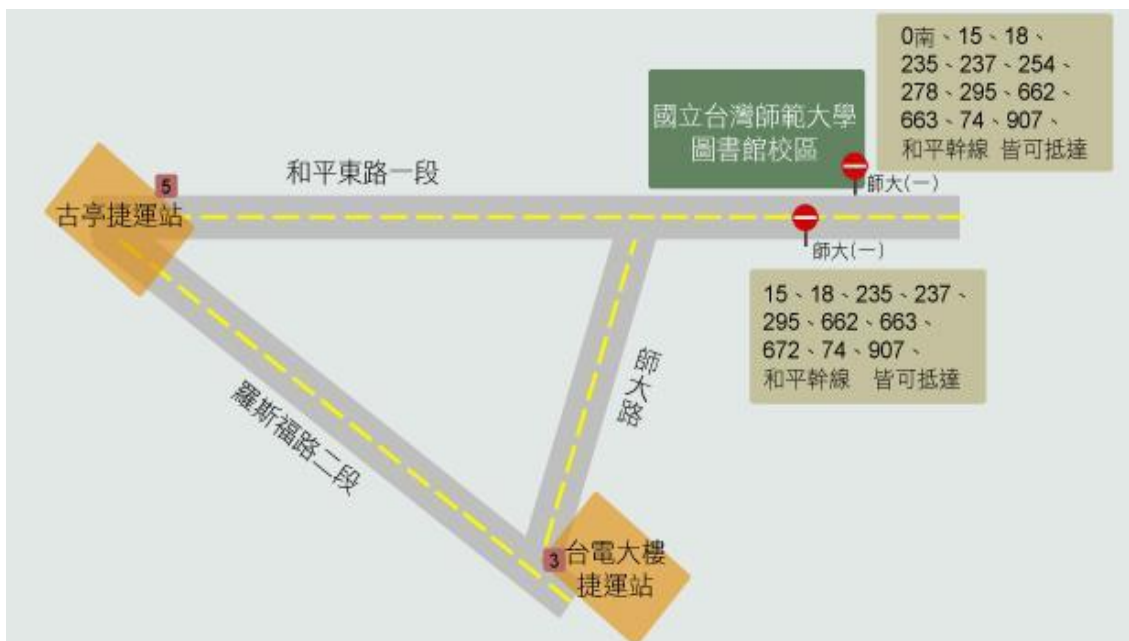 0南、15、18、
235、237、254、
278、295、662、
663、74、907、
和平幹線 皆可抵達
國立台灣師範大學
圖書館校區
和平東路一段
師大(一)
5
古亭捷運站
師大(一)
15、18、235、237、
295、662、663、
672、74、907、
和平幹線 皆可抵達
師大路
羅斯福路二段
3
台電大樓
捷運站